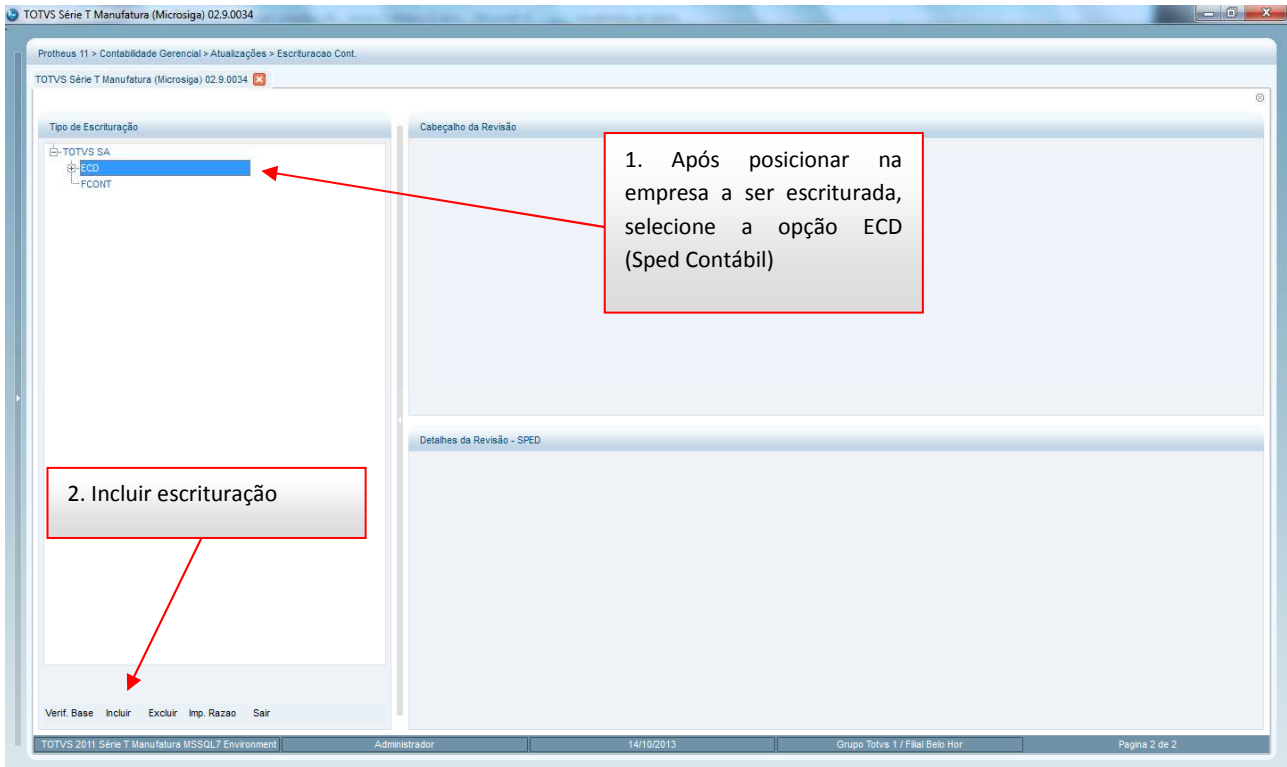 TOTVS Série T Manufatura (Microsiga) 02.9.0034
Protheus 11 > Contabilidade Gerencial > Atualizações > Escrituracao Cont.
TOTVS Série T Manufatura (Microsiga) 02.9.0034
Tipo de Escrituração
TOTVS SA
ECD
FCONT
Cabeçalho da Revisão
1. Após posicionar na
empresa a ser escriturada,
selecione a opção ECD
(Sped Contábil)
Detalhes da Revisão - SPED
2. Incluir escrituração
Verif. Base Incluir Excluir Imp. Razao Sair
TOTVS 2011 Série T Manufatura MSSQL7 Environment Administrador 14/10/2013 Grupo Totvs 1 / Filial Belo Hor Pagina 2 de 2